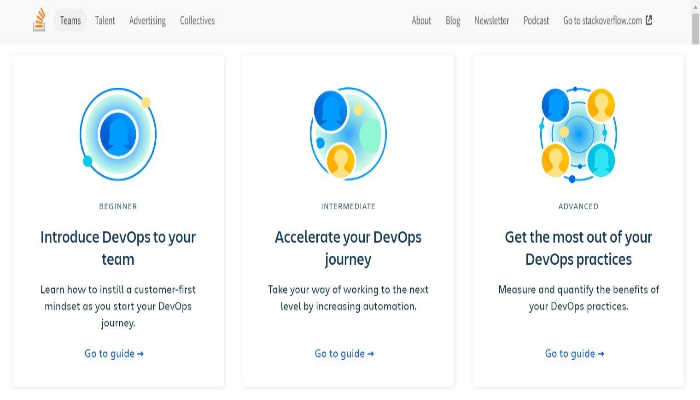 Teams Talent Advertising Collectives About Blog Newsletter Podcast Go to stackoverflow.com
BEGINNER
Introduce DevOps to your
team
Learn how to instill a customer-first
mindset as you start your DevOps
journey.
Go to guide →
INTERMEDIATE
Accelerate your DevOps
journey
Take your way of working to the next
level by increasing automation.
Go to guide →
ADVANCED
Get the most out of your
DevOps practices
Measure and quantify the benefits of
your DevOps practices.
Go to guide →